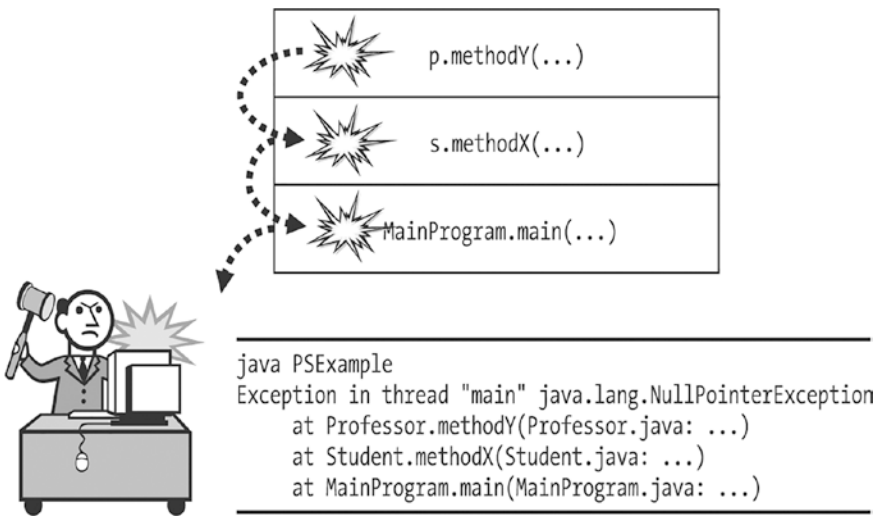 p.methodY(...)
s.methodX(...)
MainProgram.main(...)
java PSExample
Exception in thread "main" java.lang.NullPointerException
at Professor.methodY(Professor.java: ...)
at Student.methodX(Student.java: ...)
at MainProgram.main(MainProgram.java: ...)